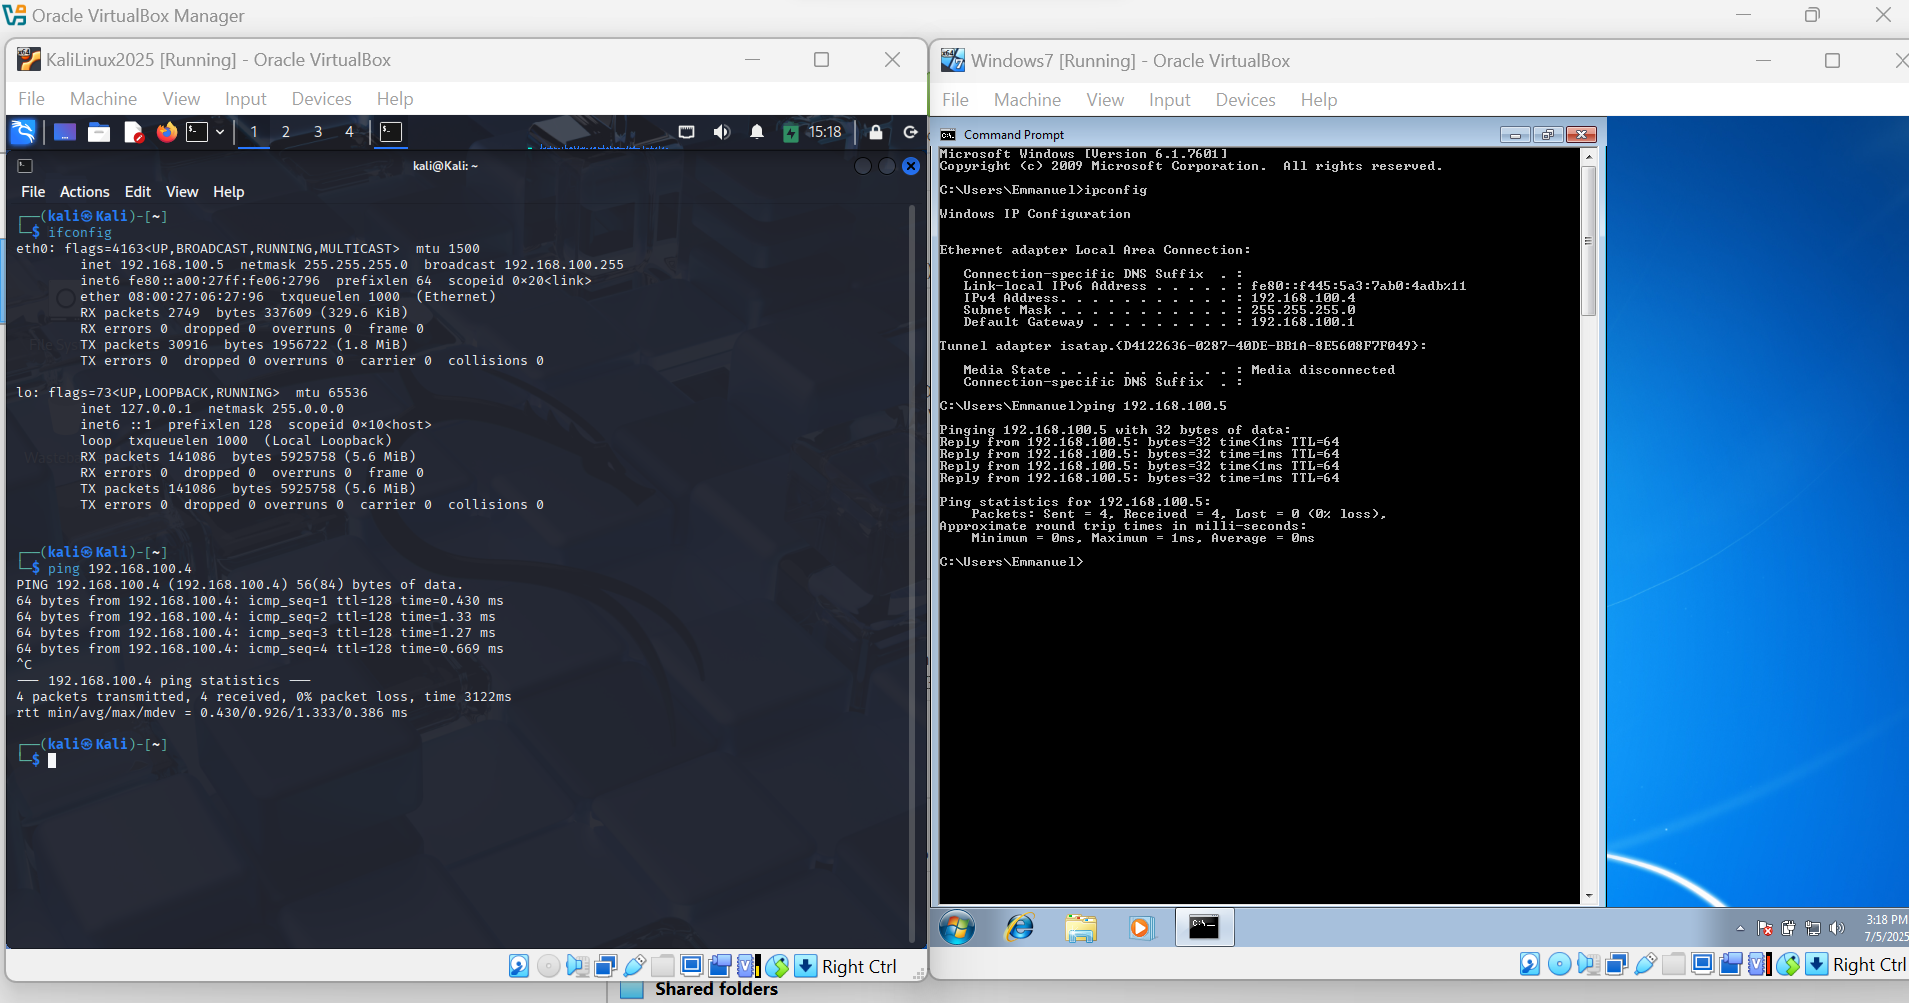 Oracle VirtualBox Manager
KaliLinux2025 [Running] - Oracle VirtualBox
File Machine View Input Devices Help
1 2 3 4 15:18
kali@Kali: ~
File Actions Edit View Help
┌──(kali㉿Kali)-[~]
└─$ ifconfig
eth0: flags=4163<UP,BROADCAST,RUNNING,MULTICAST>  mtu 1500
        inet 192.168.100.5  netmask 255.255.255.0  broadcast 192.168.100.255
        inet6 fe80::a00:27ff:fe06:2796  prefixlen 64  scopeid 0×20<link>
        ether 08:00:27:06:27:96  txqueuelen 1000  (Ethernet)
        RX packets 2749  bytes 337609 (329.6 KiB)
        RX errors 0  dropped 0  overruns 0  frame 0
        TX packets 30916  bytes 1956722 (1.8 MiB)
        TX errors 0  dropped 0 overruns 0  carrier 0  collisions 0
lo: flags=73<UP,LOOPBACK,RUNNING>  mtu 65536
        inet 127.0.0.1  netmask 255.0.0.0
        inet6 ::1  prefixlen 128  scopeid 0×10<host>
        loop  txqueuelen 1000  (Local Loopback)
        RX packets 141086  bytes 5925758 (5.6 MiB)
        RX errors 0  dropped 0  overruns 0  frame 0
        TX packets 141086  bytes 5925758 (5.6 MiB)
        TX errors 0  dropped 0 overruns 0  carrier 0  collisions 0
┌──(kali㉿Kali)-[~]
└─$ ping 192.168.100.4
PING 192.168.100.4 (192.168.100.4) 56(84) bytes of data.
64 bytes from 192.168.100.4: icmp_seq=1 ttl=128 time=0.430 ms
64 bytes from 192.168.100.4: icmp_seq=2 ttl=128 time=1.33 ms
64 bytes from 192.168.100.4: icmp_seq=3 ttl=128 time=1.27 ms
64 bytes from 192.168.100.4: icmp_seq=4 ttl=128 time=0.669 ms
^C
--- 192.168.100.4 ping statistics ---
4 packets transmitted, 4 received, 0% packet loss, time 3122ms
rtt min/avg/max/mdev = 0.430/0.926/1.333/0.386 ms
┌──(kali㉿Kali)-[~]
└─$
Right Ctrl
Windows7 [Running] - Oracle VirtualBox
File Machine View Input Devices Help
Command Prompt
Microsoft Windows [Version 6.1.7601]
Copyright (c) 2009 Microsoft Corporation.  All rights reserved.
C:\Users\Emmanuel>ipconfig
Windows IP Configuration
Ethernet adapter Local Area Connection:
   Connection-specific DNS Suffix  . :
   Link-local IPv6 Address . . . . . : fe80::f445:5a3:7ab0:4adb%11
   IPv4 Address. . . . . . . . . . . : 192.168.100.4
   Subnet Mask . . . . . . . . . . . : 255.255.255.0
   Default Gateway . . . . . . . . . : 192.168.100.1
Tunnel adapter isatap.{D4122636-0287-40DE-BB1A-8E5608F7F049}:
   Media State . . . . . . . . . . . : Media disconnected
   Connection-specific DNS Suffix  . :
C:\Users\Emmanuel>ping 192.168.100.5
Pinging 192.168.100.5 with 32 bytes of data:
Reply from 192.168.100.5: bytes=32 time<1ms TTL=64
Reply from 192.168.100.5: bytes=32 time=1ms TTL=64
Reply from 192.168.100.5: bytes=32 time<1ms TTL=64
Reply from 192.168.100.5: bytes=32 time=1ms TTL=64
Ping statistics for 192.168.100.5:
    Packets: Sent = 4, Received = 4, Lost = 0 (0% loss),
Approximate round trip times in milli-seconds:
    Minimum = 0ms, Maximum = 1ms, Average = 0ms
C:\Users\Emmanuel>
3:18 PM
7/5/2025
Right Ctrl
Shared folders